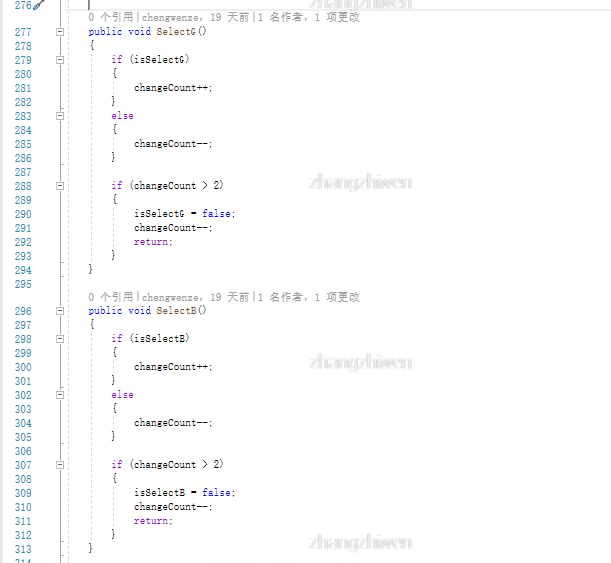 276
0 个引用|chengwenze，19 天前|1 名作者，1 项更改
277 public void SelectG()
278 {
279 if (isSelectG)
280 {
281 changeCount++;
282 }
283 else
284 {
285 changeCount--;
286 }
287
288 if (changeCount > 2)
289 {
290 isSelectG = false;
291 changeCount--;
292 return;
293 }
294 }
295
0 个引用|chengwenze，19 天前|1 名作者，1 项更改
296 public void SelectB()
297 {
298 if (isSelectB)
299 {
300 changeCount++;
301 }
302 else
303 {
304 changeCount--;
305 }
306
307 if (changeCount > 2)
308 {
309 isSelectB = false;
310 changeCount--;
311 return;
312 }
313 }